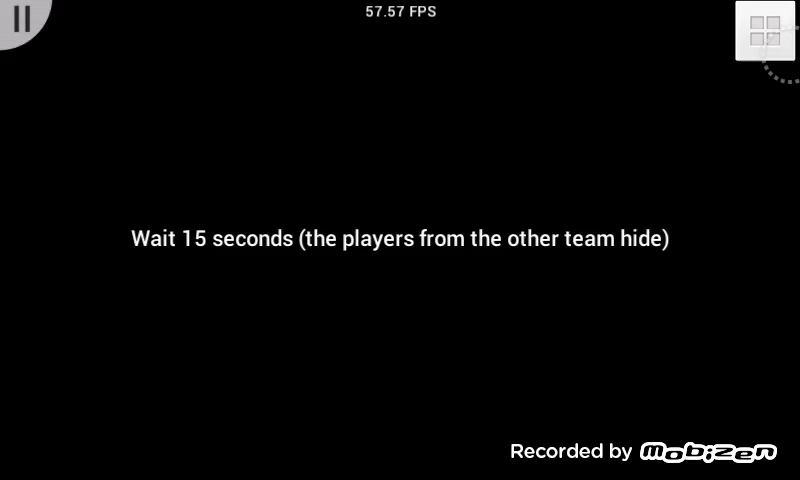 57.57 FPS
Wait 15 seconds (the players from the other team hide)
Recorded by mobizen